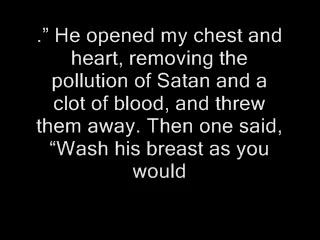 .” He opened my chest and
heart, removing the
pollution of Satan and a
clot of blood, and threw
them away. Then one said,
“Wash his breast as you
would